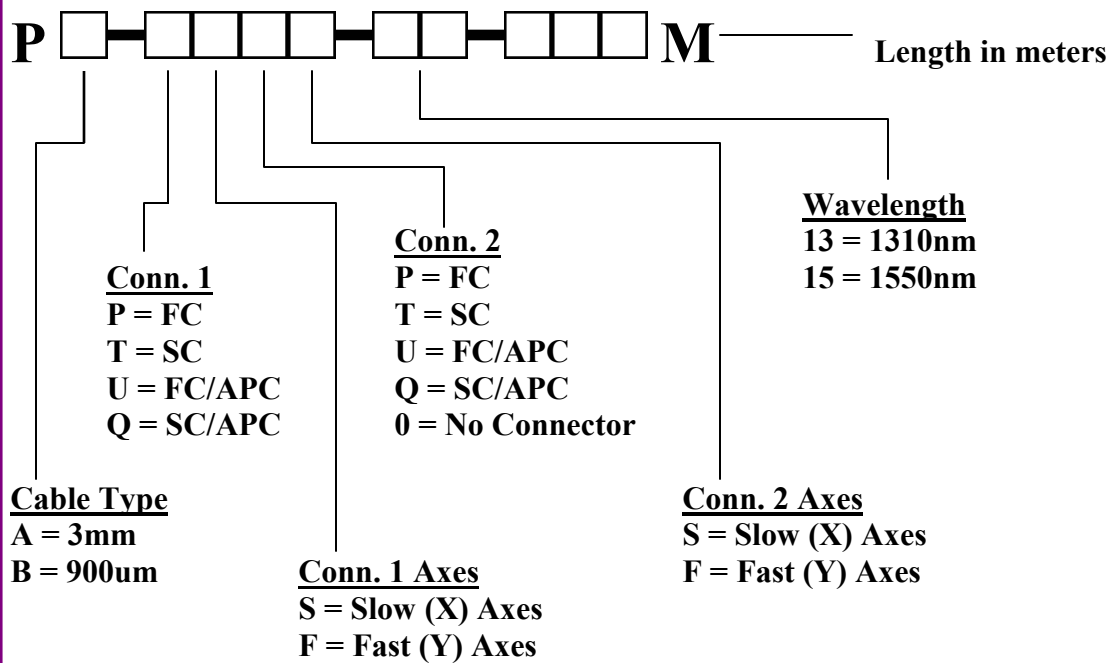 P M Length in meters
Wavelength
13 = 1310nm
15 = 1550nm
Conn. 2
P = FC
T = SC
U = FC/APC
Q = SC/APC
0 = No Connector
Conn. 1
P = FC
T = SC
U = FC/APC
Q = SC/APC
Cable Type
A = 3mm
B = 900um
Conn. 1 Axes
S = Slow (X) Axes
F = Fast (Y) Axes
Conn. 2 Axes
S = Slow (X) Axes
F = Fast (Y) Axes